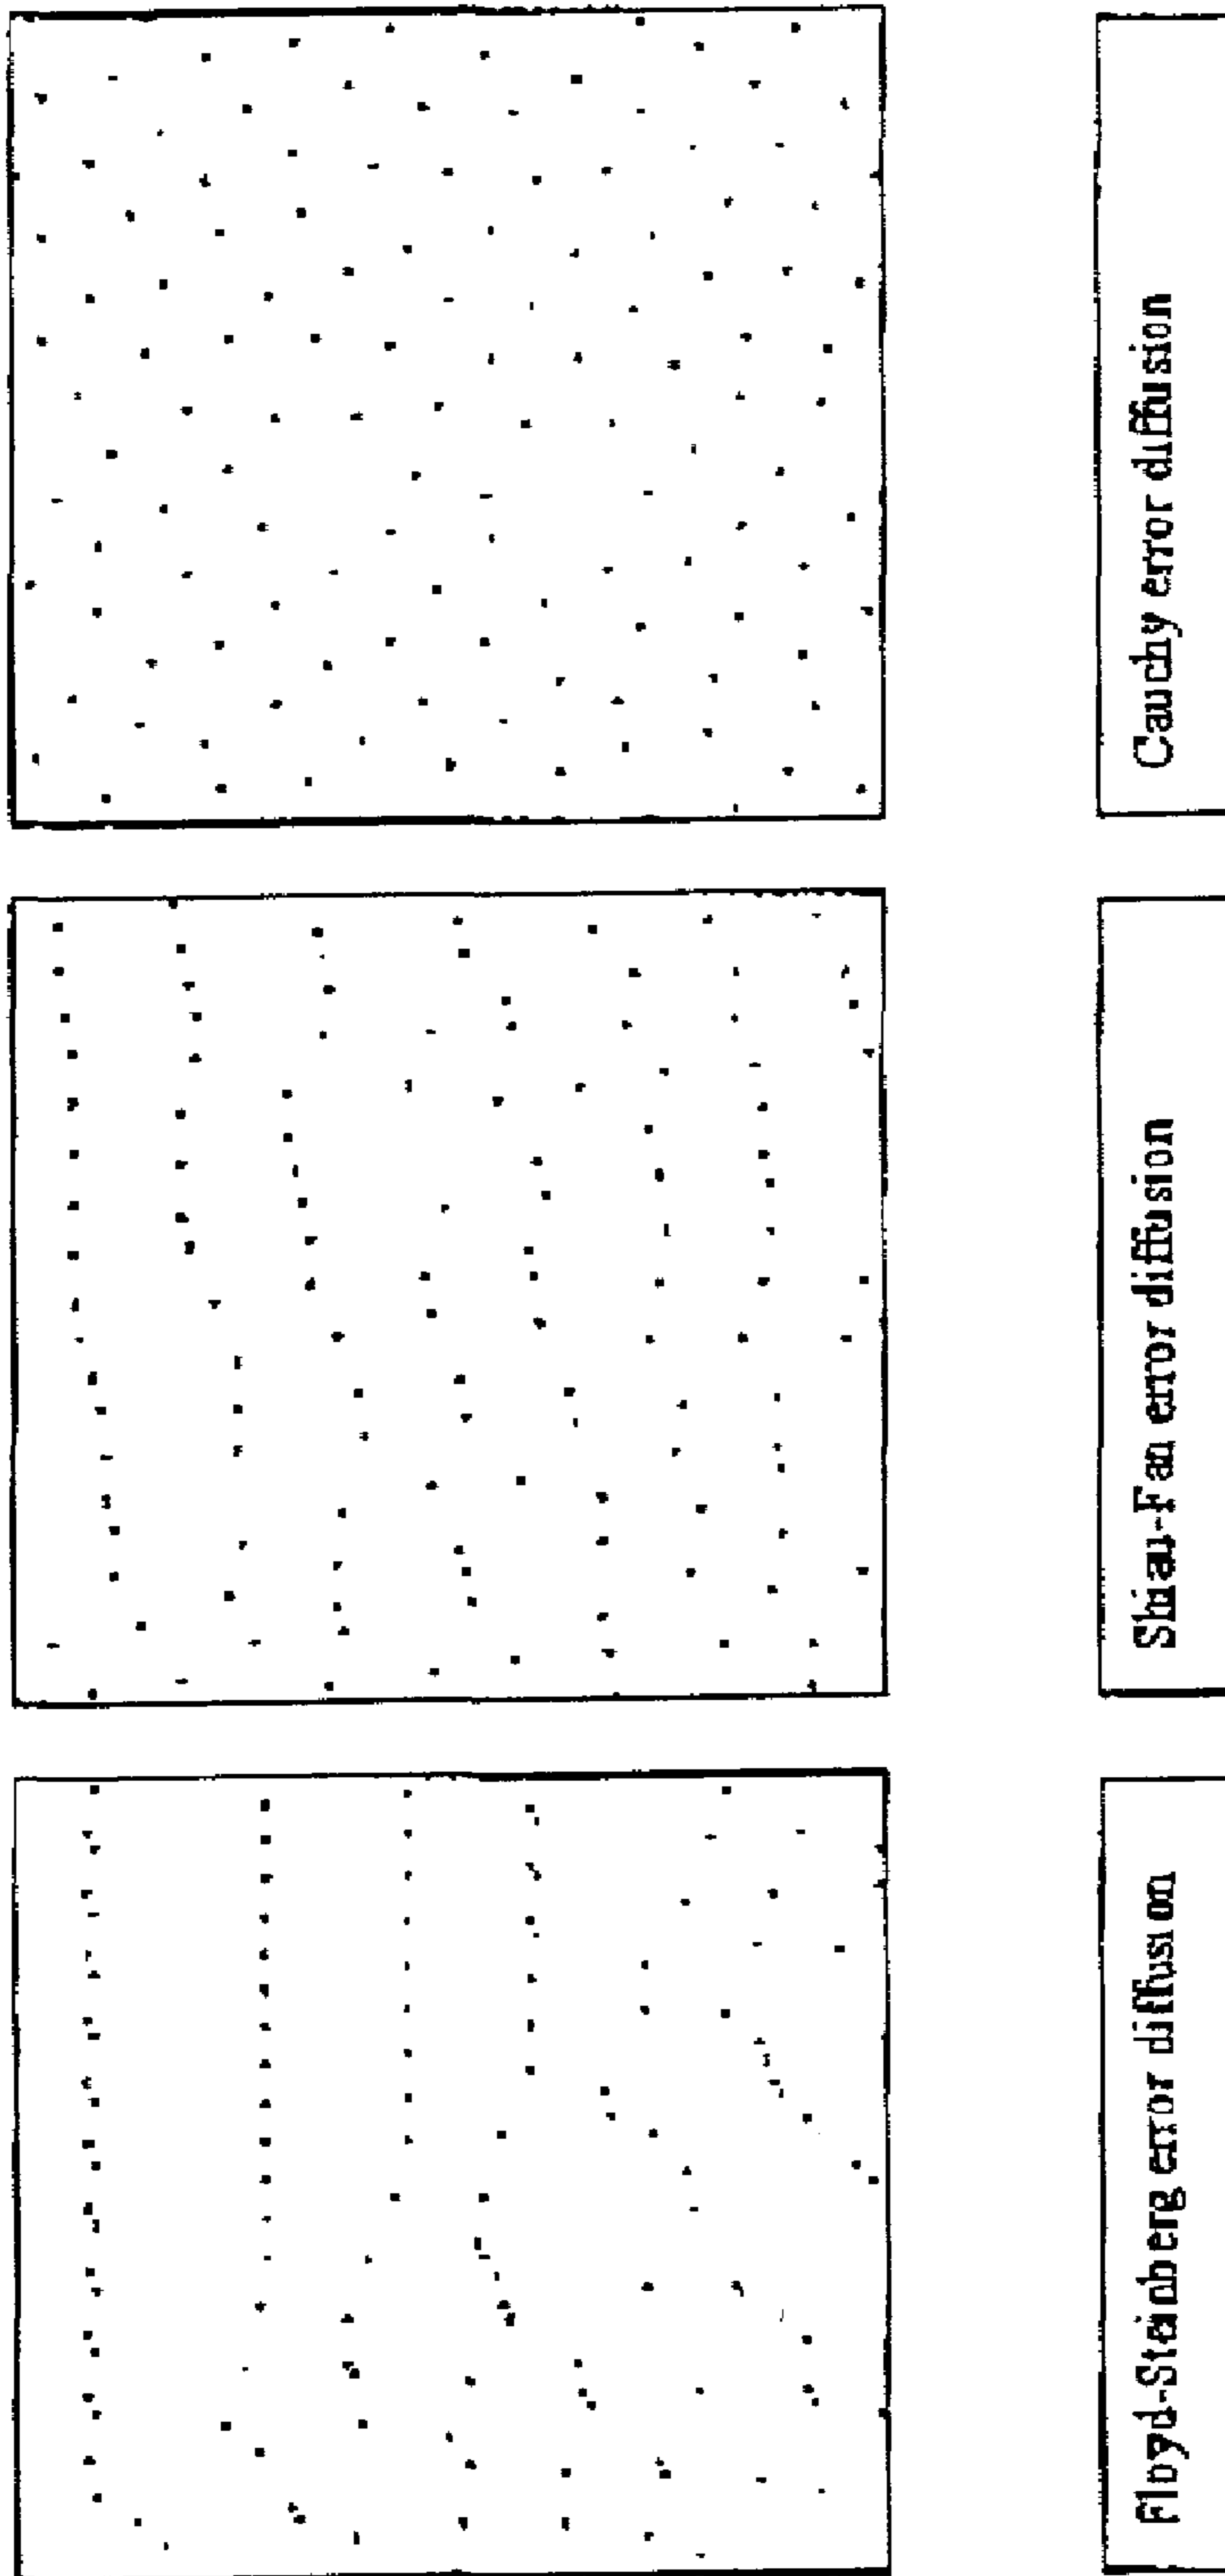 Floyd-Steinberg error diffusion
Shiau-Fan error diffusion
Cauchy error diffusion